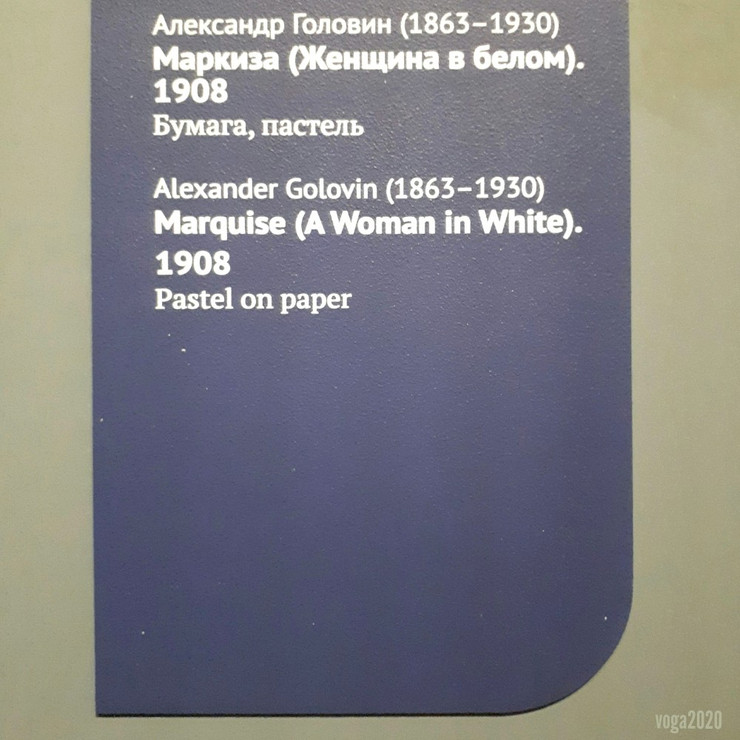 Александр Головин (1863–1930)
Маркиза (Женщина в белом).
1908
Бумага, пастель
Alexander Golovin (1863–1930)
Marquise (A Woman in White).
1908
Pastel on paper
voga2020